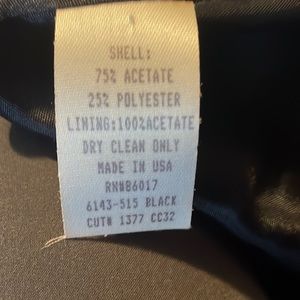 SHELL:
75% ACETATE
25% POLYESTER
LINING:100%ACETATE
DRY CLEAN ONLY
MADE IN USA
RN#86017
6143-515 BLACK
CUT# 1377 CC32